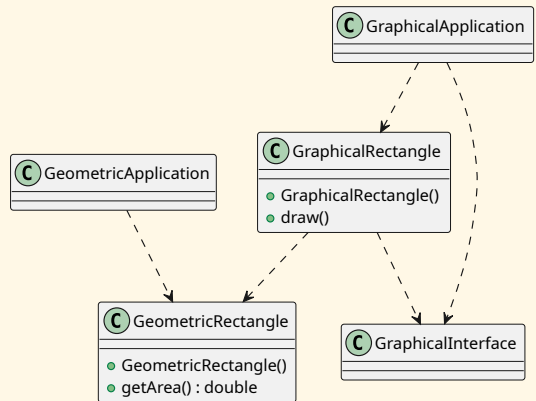 C GraphicalApplication
C GraphicalRectangle
GraphicalRectangle()
draw()
C GeometricApplication
C GeometricRectangle
GeometricRectangle()
getArea() : double
C GraphicalInterface